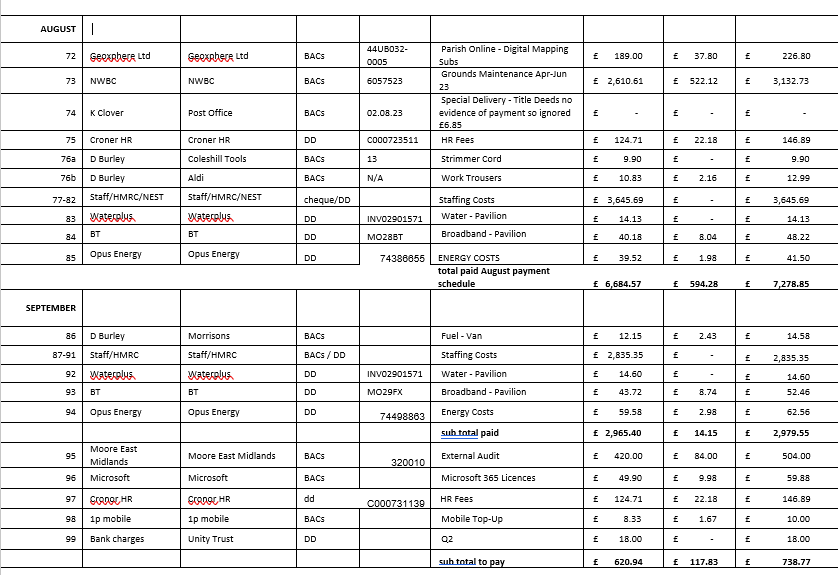 AUGUST
72 Geoxphere Ltd Geoxphere Ltd BACs 44UB032-0005 Parish Online - Digital Mapping Subs £ 189.00 £ 37.80 £ 226.80
73 NWBC NWBC BACs 6057523 Grounds Maintenance Apr-Jun 23 £ 2,610.61 £ 522.12 £ 3,132.73
74 K Clover Post Office BACs 02.08.23 Special Delivery - Title Deeds no evidence of payment so ignored £6.85 £ - £ - £ -
75 Croner HR Croner HR DD C000723511 HR Fees £ 124.71 £ 22.18 £ 146.89
76a D Burley Coleshill Tools BACs 13 Strimmer Cord £ 9.90 £ - £ 9.90
76b D Burley Aldi BACs N/A Work Trousers £ 10.83 £ 2.16 £ 12.99
77-82 Staff/HMRC/NEST Staff/HMRC/NEST cheque/DD Staffing Costs £ 3,645.69 £ - £ 3,645.69
83 Waterplus Waterplus DD INV02901571 Water - Pavilion £ 14.13 £ - £ 14.13
84 BT BT DD MO28BT Broadband - Pavilion £ 40.18 £ 8.04 £ 48.22
85 Opus Energy Opus Energy DD 74386655 ENERGY COSTS £ 39.52 £ 1.98 £ 41.50
total paid August payment schedule £ 6,684.57 £ 594.28 £ 7,278.85
SEPTEMBER
86 D Burley Morrisons BACs Fuel - Van £ 12.15 £ 2.43 £ 14.58
87-91 Staff/HMRC Staff/HMRC BACs / DD Staffing Costs £ 2,835.35 £ - £ 2,835.35
92 Waterplus Waterplus DD INV02901571 Water - Pavilion £ 14.60 £ - £ 14.60
93 BT BT DD MO29FX Broadband - Pavilion £ 43.72 £ 8.74 £ 52.46
94 Opus Energy Opus Energy DD 74498863 Energy Costs £ 59.58 £ 2.98 £ 62.56
sub total paid £ 2,965.40 £ 14.15 £ 2,979.55
95 Moore East Midlands Moore East Midlands BACs 320010 External Audit £ 420.00 £ 84.00 £ 504.00
96 Microsoft Microsoft BACs Microsoft 365 Licences £ 49.90 £ 9.98 £ 59.88
97 Cronor HR Cronor HR dd C000731139 HR Fees £ 124.71 £ 22.18 £ 146.89
98 1p mobile 1p mobile BACs Mobile Top-Up £ 8.33 £ 1.67 £ 10.00
99 Bank charges Unity Trust DD Q2 £ 18.00 £ - £ 18.00
sub total to pay £ 620.94 £ 117.83 £ 738.77